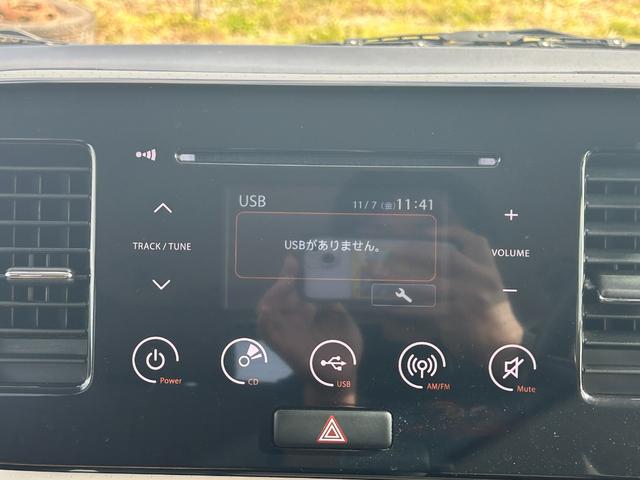 USB
11/7(金)11:41
USBがありません。
TRACK / TUNE
VOLUME
Power
CD
USB
AM/FM
Mute